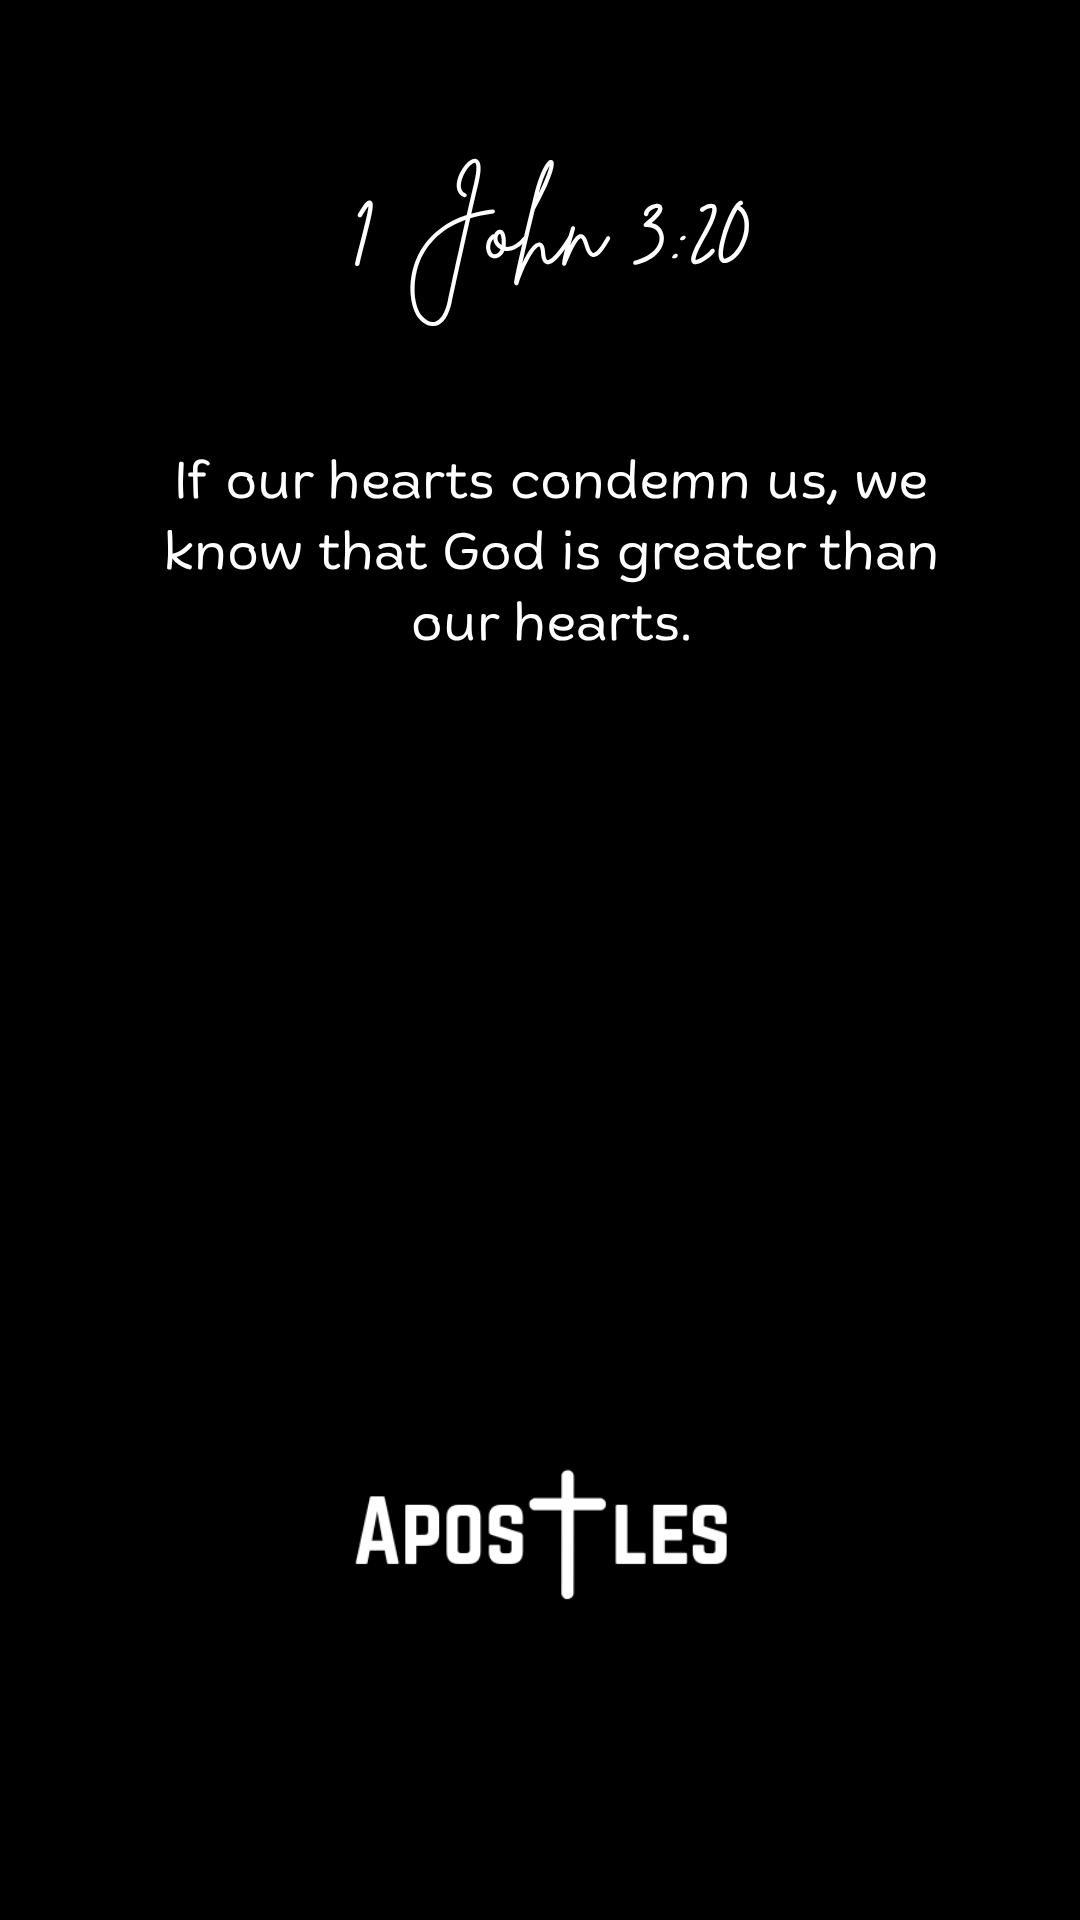 1 John 3:20
If our hearts condemn us, we
know that God is greater than
our hearts.
APOSTLES